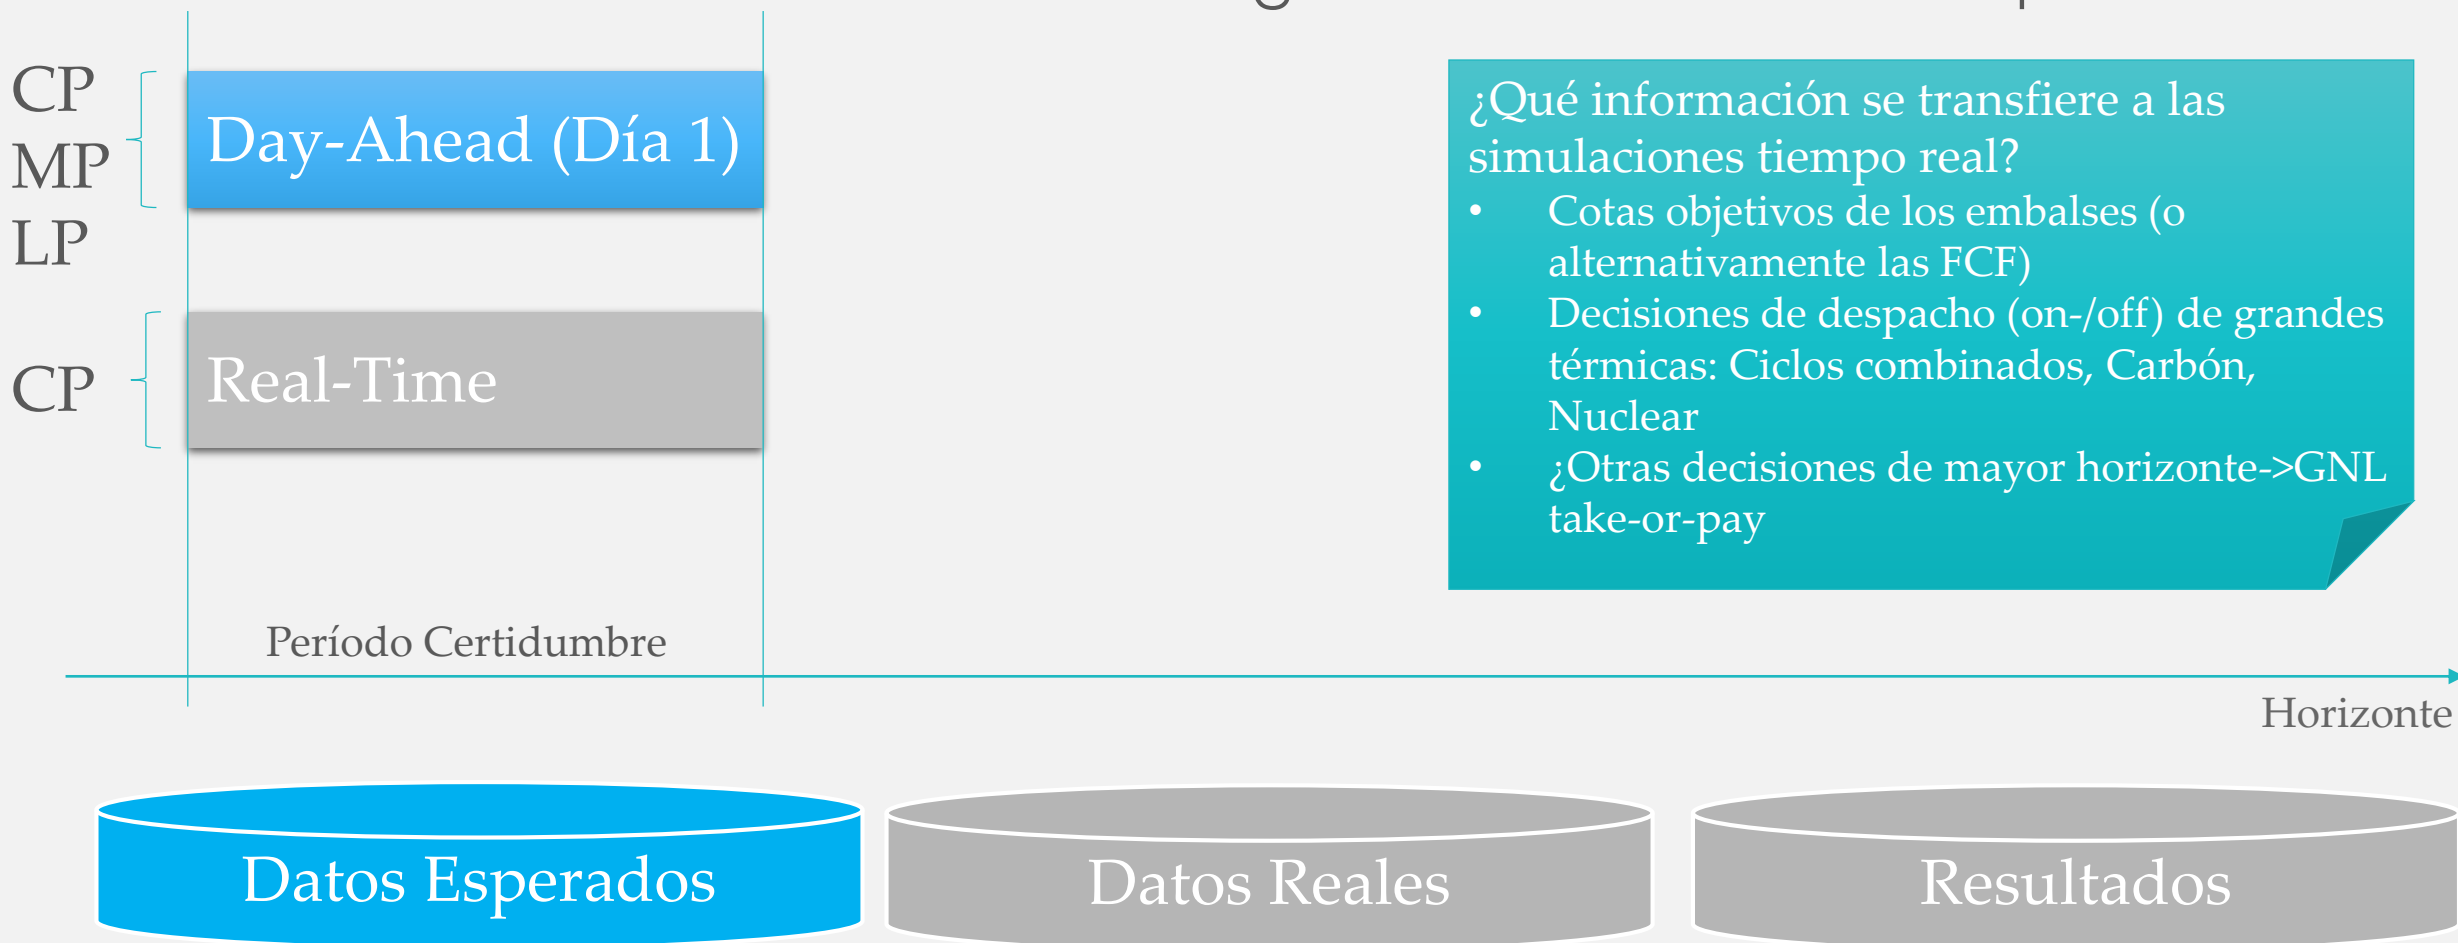 CP
MP
LP
Day-Ahead (Día 1)
CP
Real-Time
¿Qué información se transfiere a las
simulaciones tiempo real?
• Cotas objetivos de los embalses (o
alternativamente las FCF)
• Decisiones de despacho (on-/off) de grandes
térmicas: Ciclos combinados, Carbón,
Nuclear
• ¿Otras decisiones de mayor horizonte->GNL
take-or-pay
Período Certidumbre
Horizonte
Datos Esperados
Datos Reales
Resultados